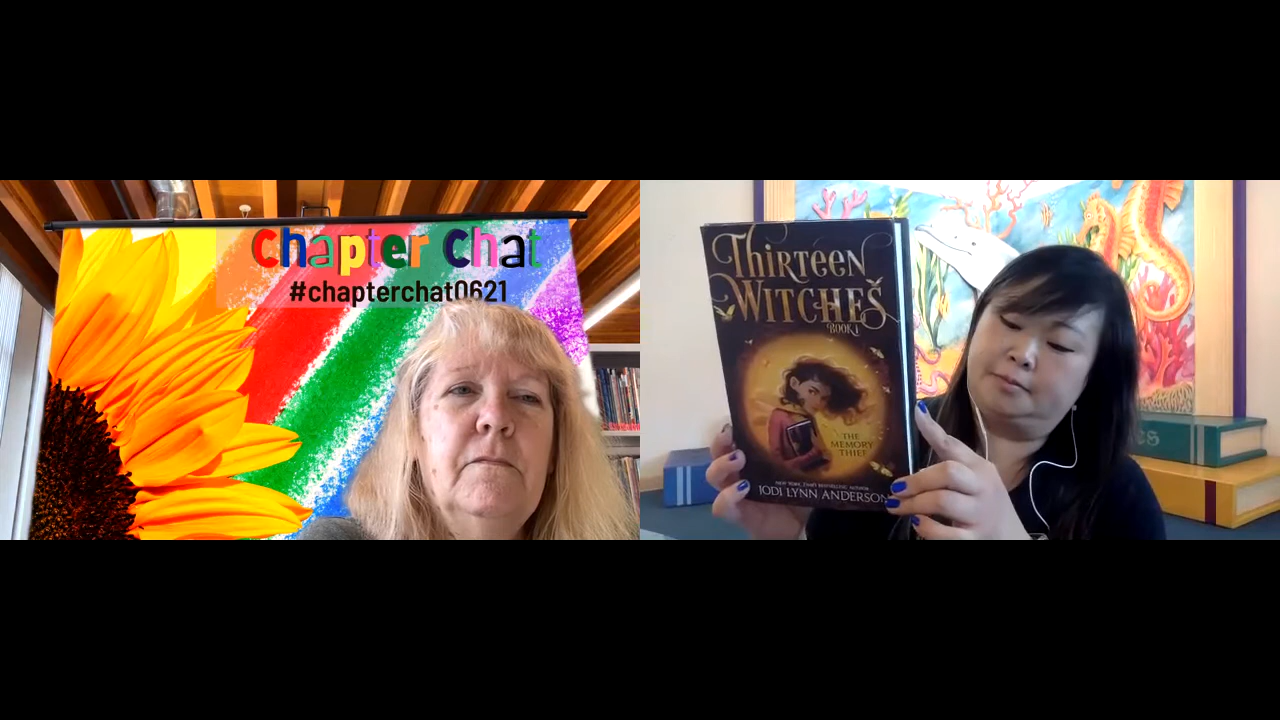 Chapter Chat
#chapterchat0621
THIRTEEN
WITCHES
BOOK 1
THE
MEMORY
THIEF
NEW YORK TIMES BESTSELLING AUTHOR
JODI LYNN ANDERSON